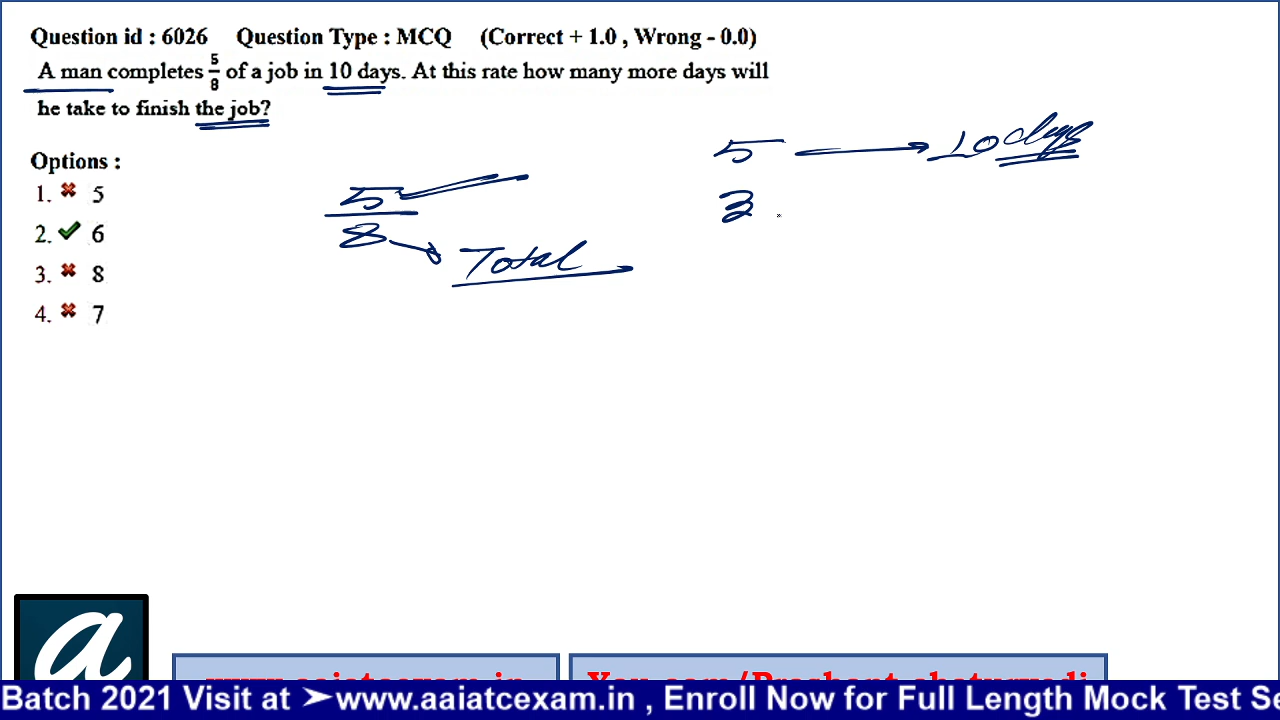 Question id : 6026 Question Type : MCQ (Correct + 1.0 , Wrong - 0.0)
A man completes 5/8 of a job in 10 days. At this rate how many more days will
he take to finish the job?
Options :
1. ✖ 5
2. ✔ 6
3. ✖ 8
4. ✖ 7
5
8
Total
5 → 10 days
3
a
www.aaiatcexam.in
Batch 2021 Visit at ➤www.aaiatcexam.in , Enroll Now for Full Length Mock Test Se